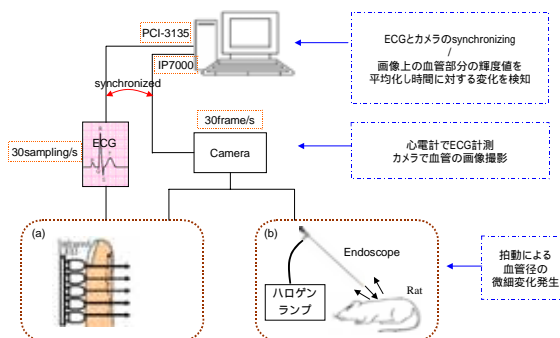 PCI-3135
IP7000
synchronized
ECGとカメラのsynchronizing
/
画像上の血管部分の輝度値を
平均化し時間に対する変化を検知
30frame/s
30sampling/s
ECG
Camera
心電計でECG計測
カメラで血管の画像撮影
(a)
(b)
Endoscope
ハロゲン
ランプ
Rat
拍動による
血管径の
微細変化発生